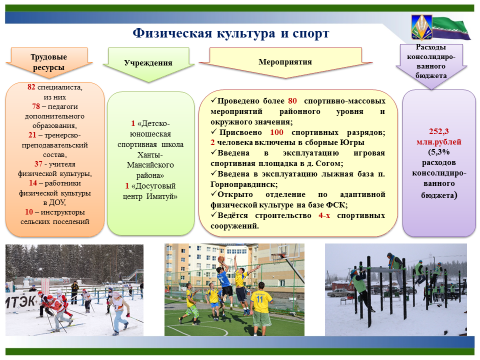 Физическая культура и спорт
Трудовые
ресурсы
Учреждения
Мероприятия
Расходы
консолидиро-
ванного
бюджета
82 специалиста,
из них
78 – педагоги
дополнительного
образования,
21 – тренерско-
преподавательский
состав,
37 - учителя
физической культуры,
14 – работники
физической культуры
в ДОУ,
10 – инструкторы
сельских поселений
1 «Детско-
юношеская
спортивная школа
Ханты-
Мансийского
района»
1 «Досуговый
центр Имитуй»
✓Проведено более 80 спортивно-массовых
мероприятий районного уровня и
окружного значения;
✓ Присвоено 100 спортивных разрядов;
2 человека включены в сборные Югры
✓Введена в эксплуатацию игровая
спортивная площадка в д. Согом;
✓Введена в эксплуатацию лыжная база п.
Горноправдинск;
✓Открыто отделение по адаптивной
физической культуре на базе ФСК;
✓Ведётся строительство 4-х спортивных
сооружений.
252,3
млн.рублей
(5,3%
расходов
консолидиро-
ванного
бюджета)
ИТЭК